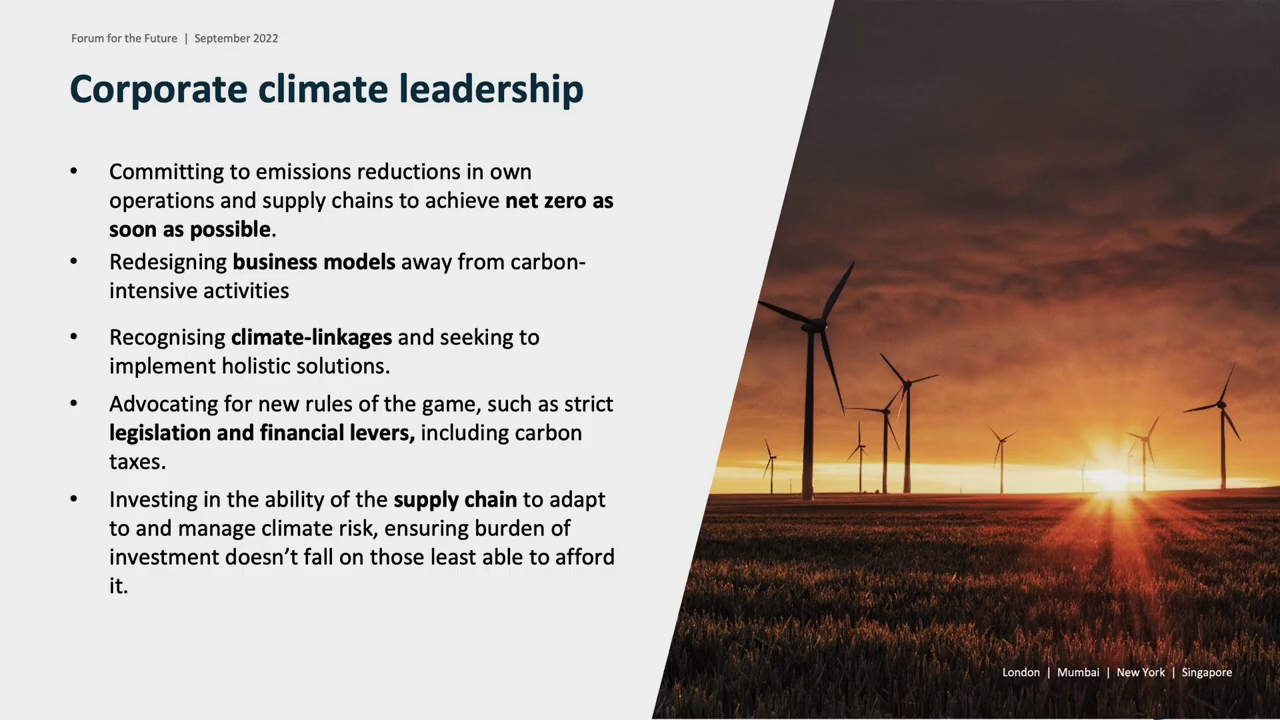 Forum for the Future | September 2022
Corporate climate leadership
• Committing to emissions reductions in own
operations and supply chains to achieve net zero as
soon as possible.
• Redesigning business models away from carbon-
intensive activities
• Recognising climate-linkages and seeking to
implement holistic solutions.
• Advocating for new rules of the game, such as strict
legislation and financial levers, including carbon
taxes.
• Investing in the ability of the supply chain to adapt
to and manage climate risk, ensuring burden of
investment doesn’t fall on those least able to afford
it.
London | Mumbai | New York | Singapore